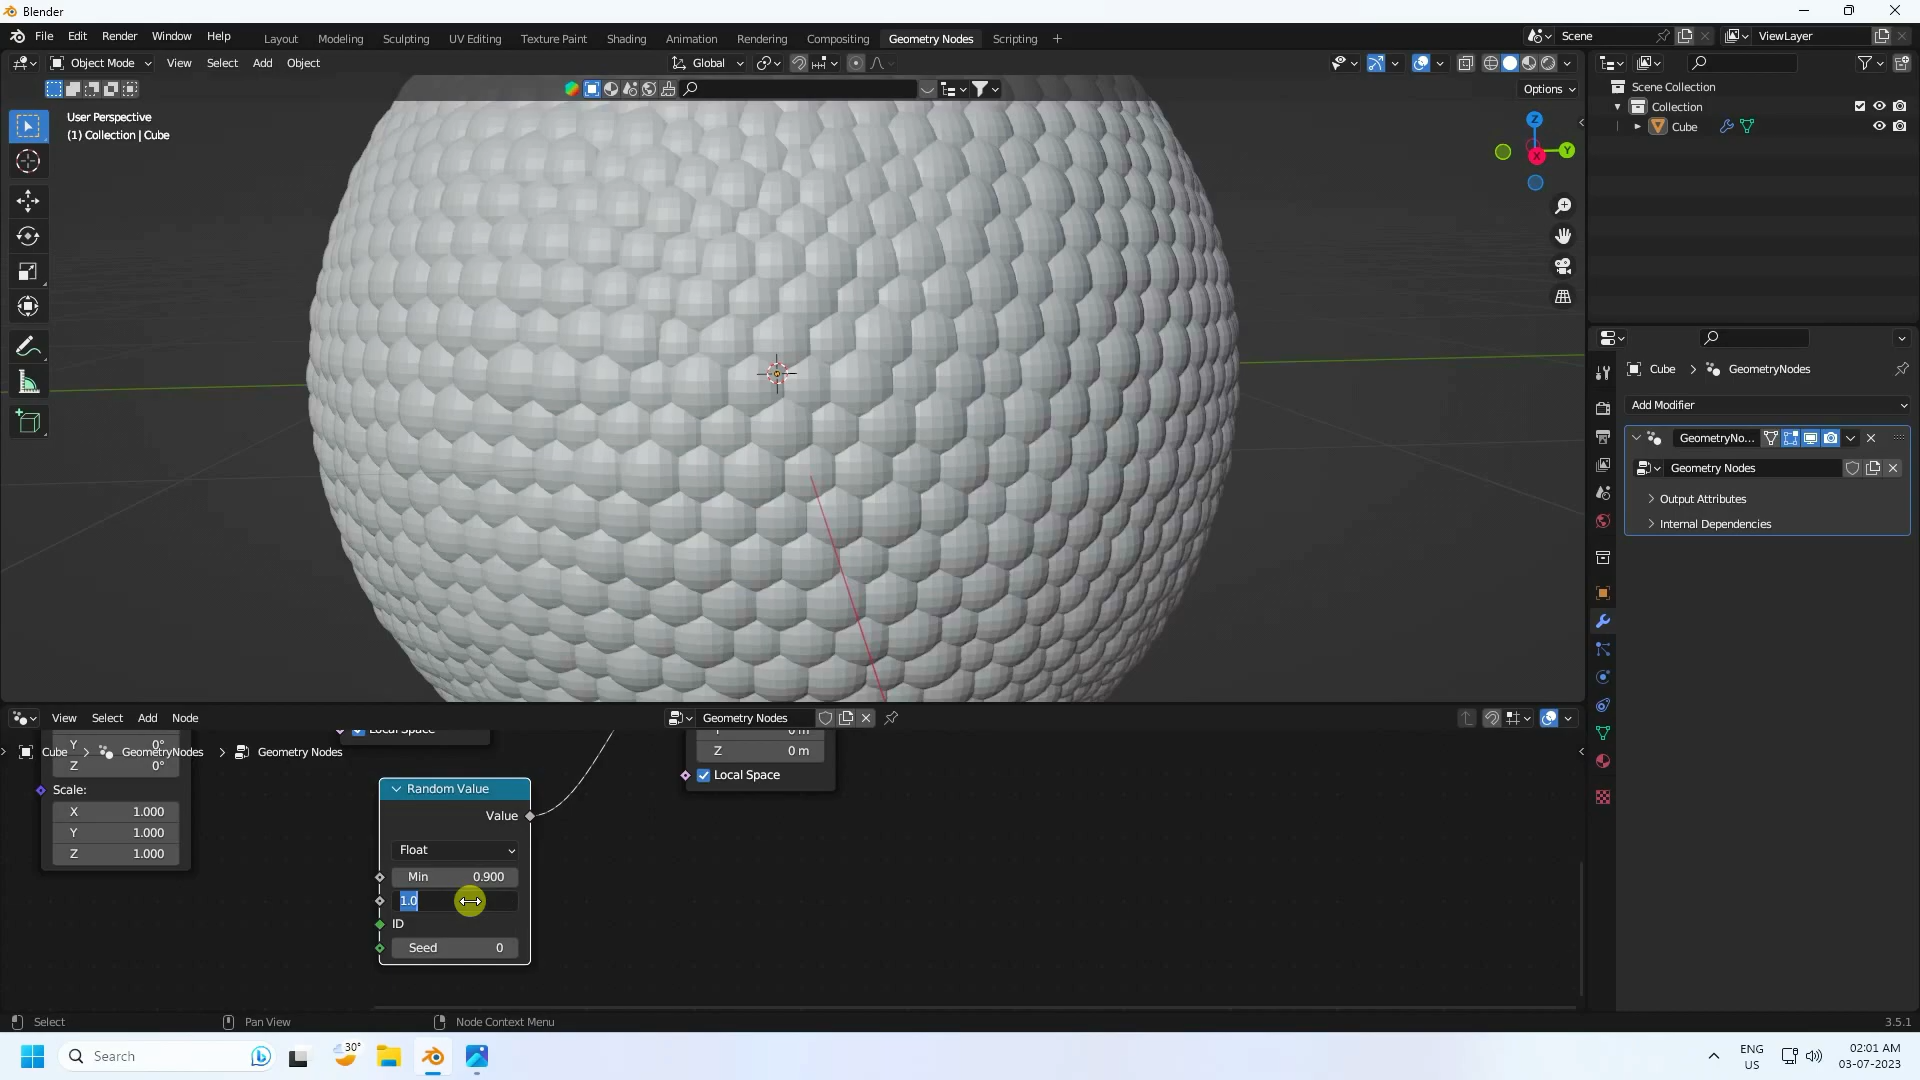 Blender
File Edit Render Window Help
Layout Modeling Sculpting UV Editing Texture Paint Shading Animation Rendering Compositing Geometry Nodes Scripting
Scene
ViewLayer
Object Mode View Select Add Object
Global
Options
User Perspective
(1) Collection | Cube
Z
Y
X
Scene Collection
Collection
Cube
Cube GeometryNodes
Add Modifier
GeometryNo...
Geometry Nodes
Output Attributes
Internal Dependencies
View Select Add Node
Geometry Nodes
Cube GeometryNodes Geometry Nodes
Y 0°
Z 0°
Scale:
X 1.000
Y 1.000
Z 1.000
Local Space
Random Value
Value
Float
Min 0.900
1.0
ID
Seed 0
Y 0 m
Z 0 m
Local Space
Select
Pan View
Node Context Menu
3.5.1
Search
30°
ENG
US
02:01 AM
03-07-2023